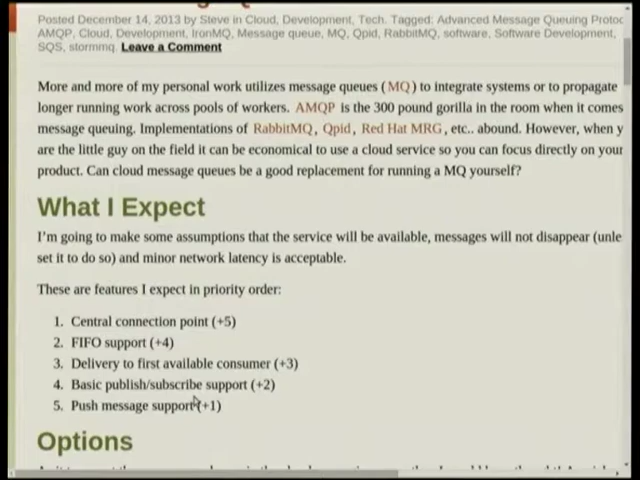 Posted December 14, 2013 by Steve in Cloud, Development, Tech. Tagged: Advanced Message Queuing Protoc
AMQP, Cloud, Development, IronMQ, Message queue, MQ, Qpid, RabbitMQ, software, Software Development,
SQS, stormmq. Leave a Comment
More and more of my personal work utilizes message queues (MQ) to integrate systems or to propagate
longer running work across pools of workers. AMQP is the 300 pound gorilla in the room when it comes
message queuing. Implementations of RabbitMQ, Qpid, Red Hat MRG, etc.. abound. However, when y
are the little guy on the field it can be economical to use a cloud service so you can focus directly on your
product. Can cloud message queues be a good replacement for running a MQ yourself?
What I Expect
I'm going to make some assumptions that the service will be available, messages will not disappear (unle
set it to do so) and minor network latency is acceptable.
These are features I expect in priority order:
1. Central connection point (+5)
2. FIFO support (+4)
3. Delivery to first available consumer (+3)
4. Basic publish/subscribe support (+2)
5. Push message support (+1)
Options